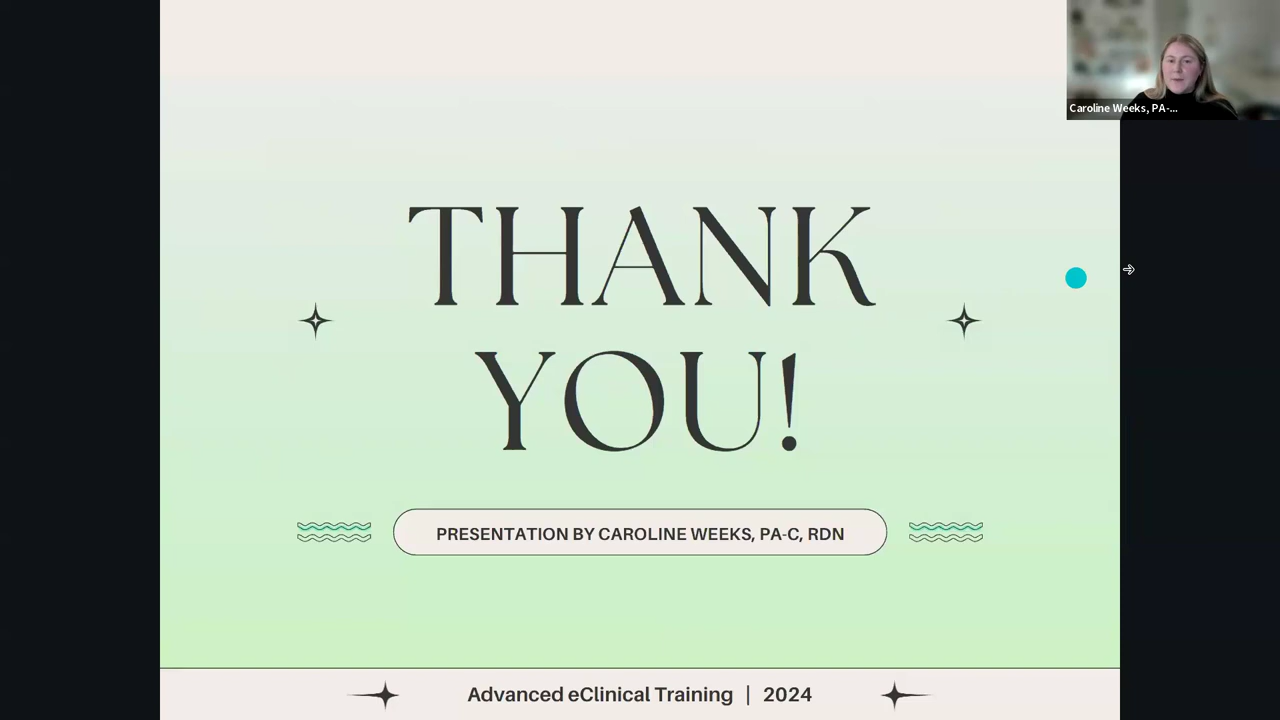 Caroline Weeks, PA-...
THANK
YOU!
PRESENTATION BY CAROLINE WEEKS, PA-C, RDN
Advanced eClinical Training | 2024